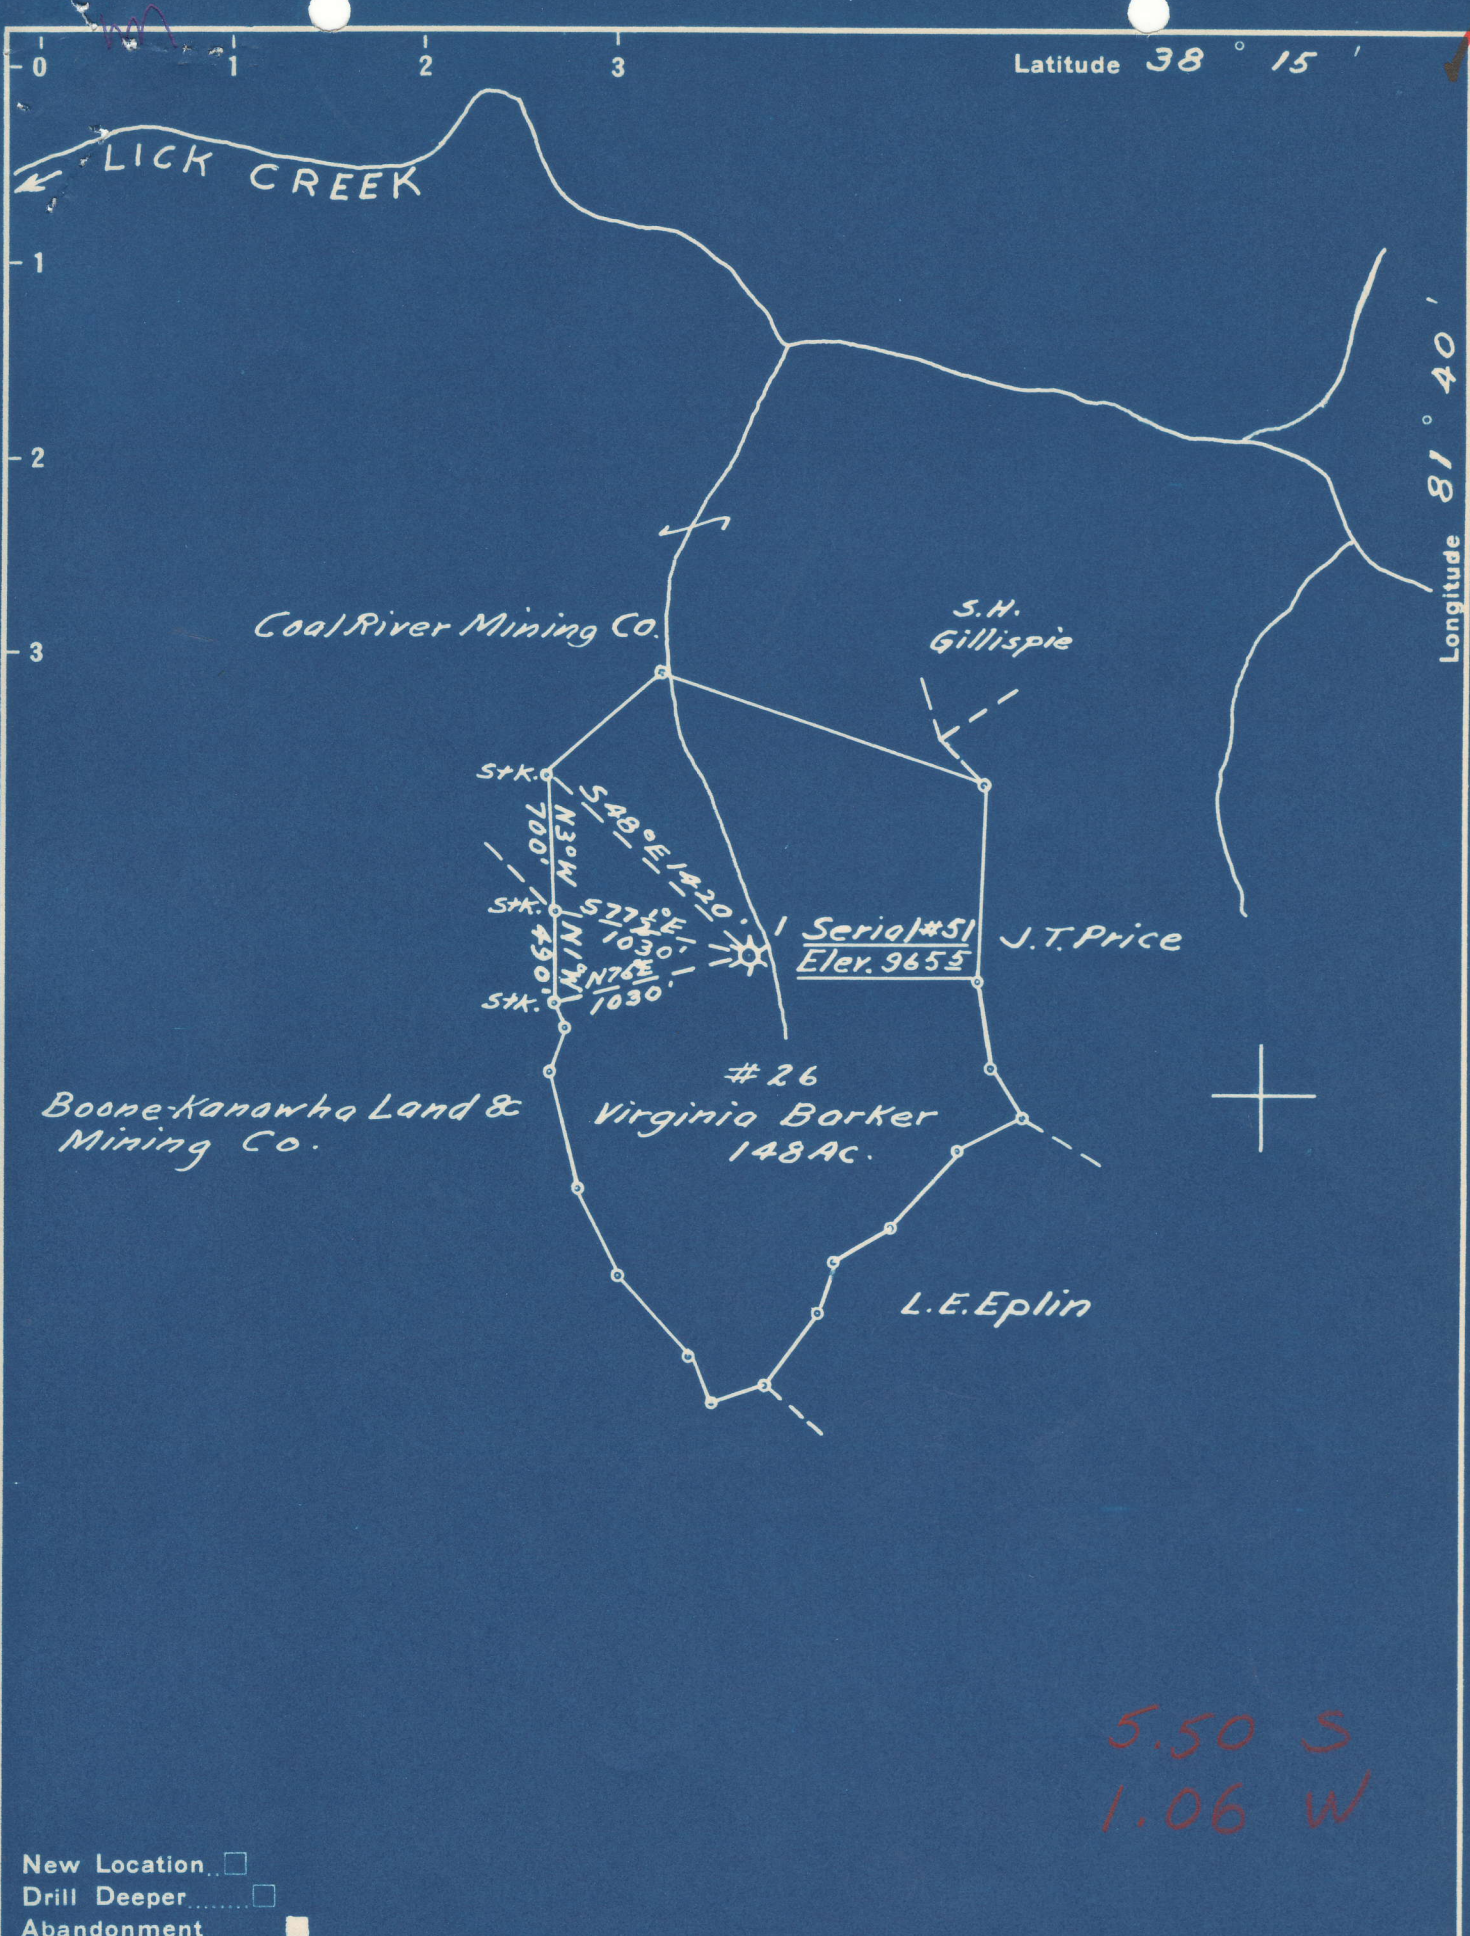 0 1 2 3
Latitude 38 ° 15 '
LICK CREEK
1
2
3
Longitude 81 ° 40 '
Coal River Mining Co.
S.H.
Gillispie
Stk.
N3°W
700'
S 48°E 1420'
Stk.
S77½°E
1030'
N1°W
490'
N76°E
1030'
Stk.
1
Serial #51
Elev. 965 5
J.T. Price
#26
Virginia Barker
148 Ac.
Boone-Kanawha Land &
Mining Co.
L.E. Eplin
5.50 S
1.06 W
New Location
Drill Deeper
Abandonment